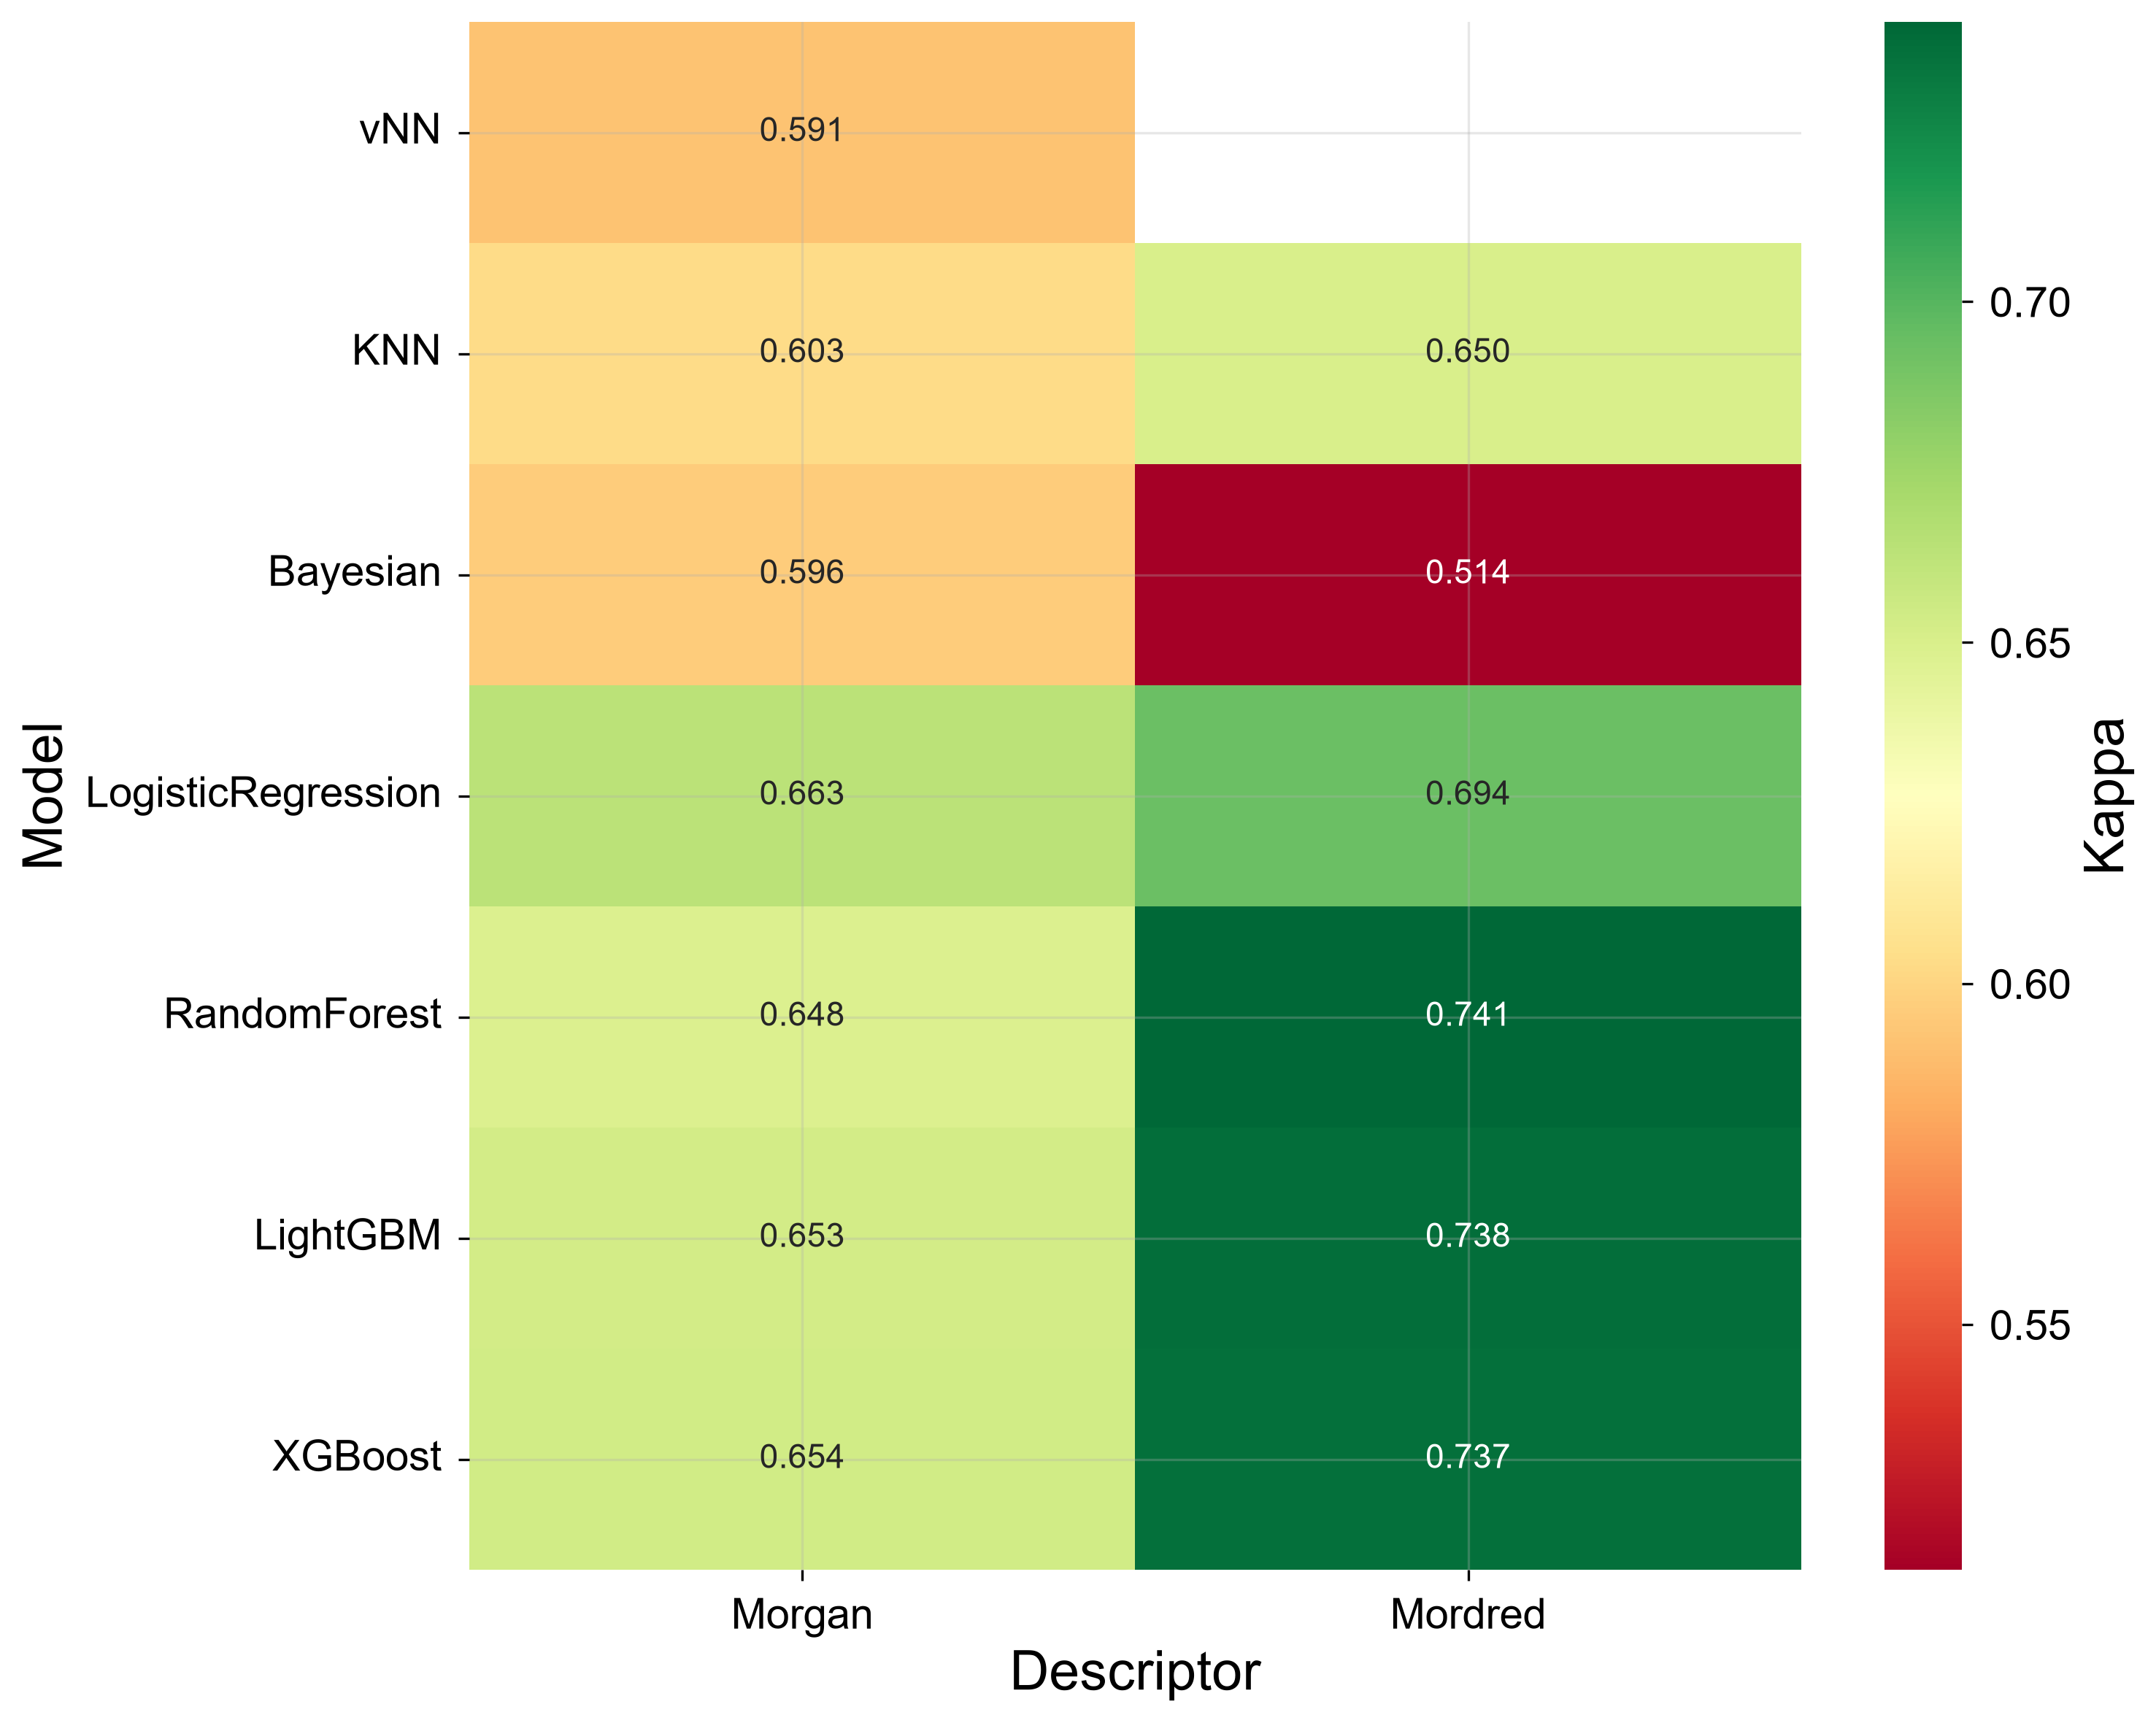 vNN 0.591
KNN 0.603 0.650
Bayesian 0.596 0.514
LogisticRegression 0.663 0.694
RandomForest 0.648 0.741
LightGBM 0.653 0.738
XGBoost 0.654 0.737
Morgan Mordred
Descriptor
Model
0.70
0.65
0.60
0.55
Kappa